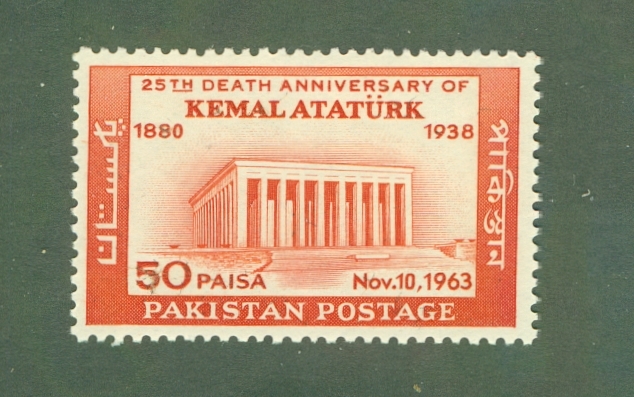 25TH DEATH ANNIVERSARY OF
KEMAL ATATÜRK
1880 1938
پاکستان
পাকিস্তান
50 PAISA Nov.10,1963
PAKISTAN POSTAGE